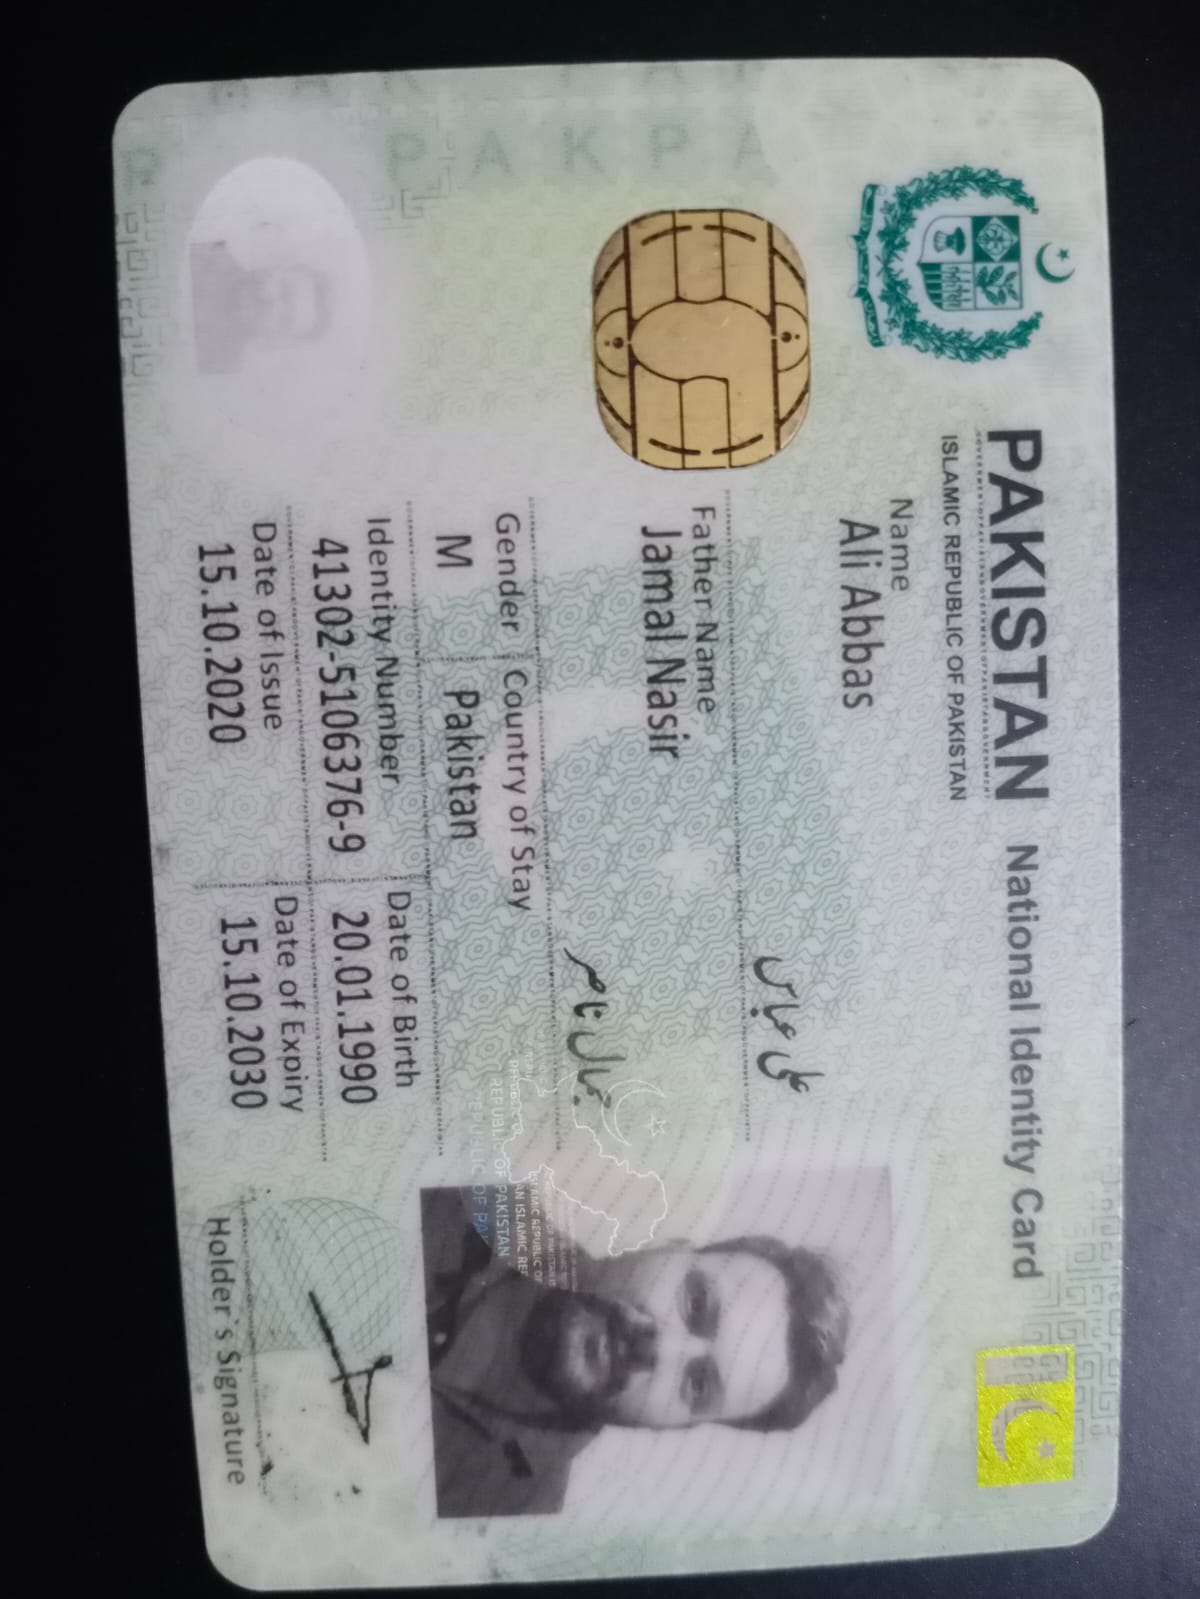 PAKISTAN National Identity Card
ISLAMIC REPUBLIC OF PAKISTAN
Name
Ali Abbas
علی عباس
Father Name
Jamal Nasir
جمال ناصر
Gender Country of Stay
M Pakistan
Identity Number Date of Birth
41302-5106376-9 20.01.1990
Date of Issue Date of Expiry
15.10.2020 15.10.2030
Holder's Signature
PAKPA
REPUBLIC OF PAKISTAN